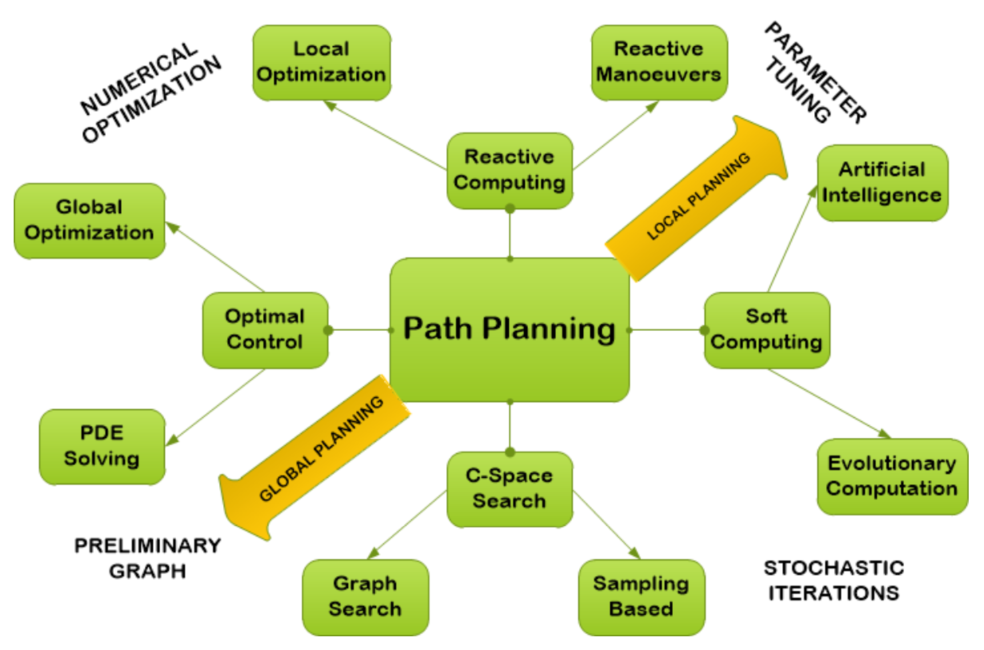 NUMERICAL
OPTIMIZATION
Local
Optimization
Reactive
Manoeuvers
PARAMETER
TUNING
Reactive
Computing
LOCAL PLANNING
Artificial
Intelligence
Global
Optimization
Optimal
Control
Path Planning
Soft
Computing
PDE
Solving
GLOBAL PLANNING
C-Space
Search
Evolutionary
Computation
PRELIMINARY
GRAPH
Graph
Search
Sampling
Based
STOCHASTIC
ITERATIONS